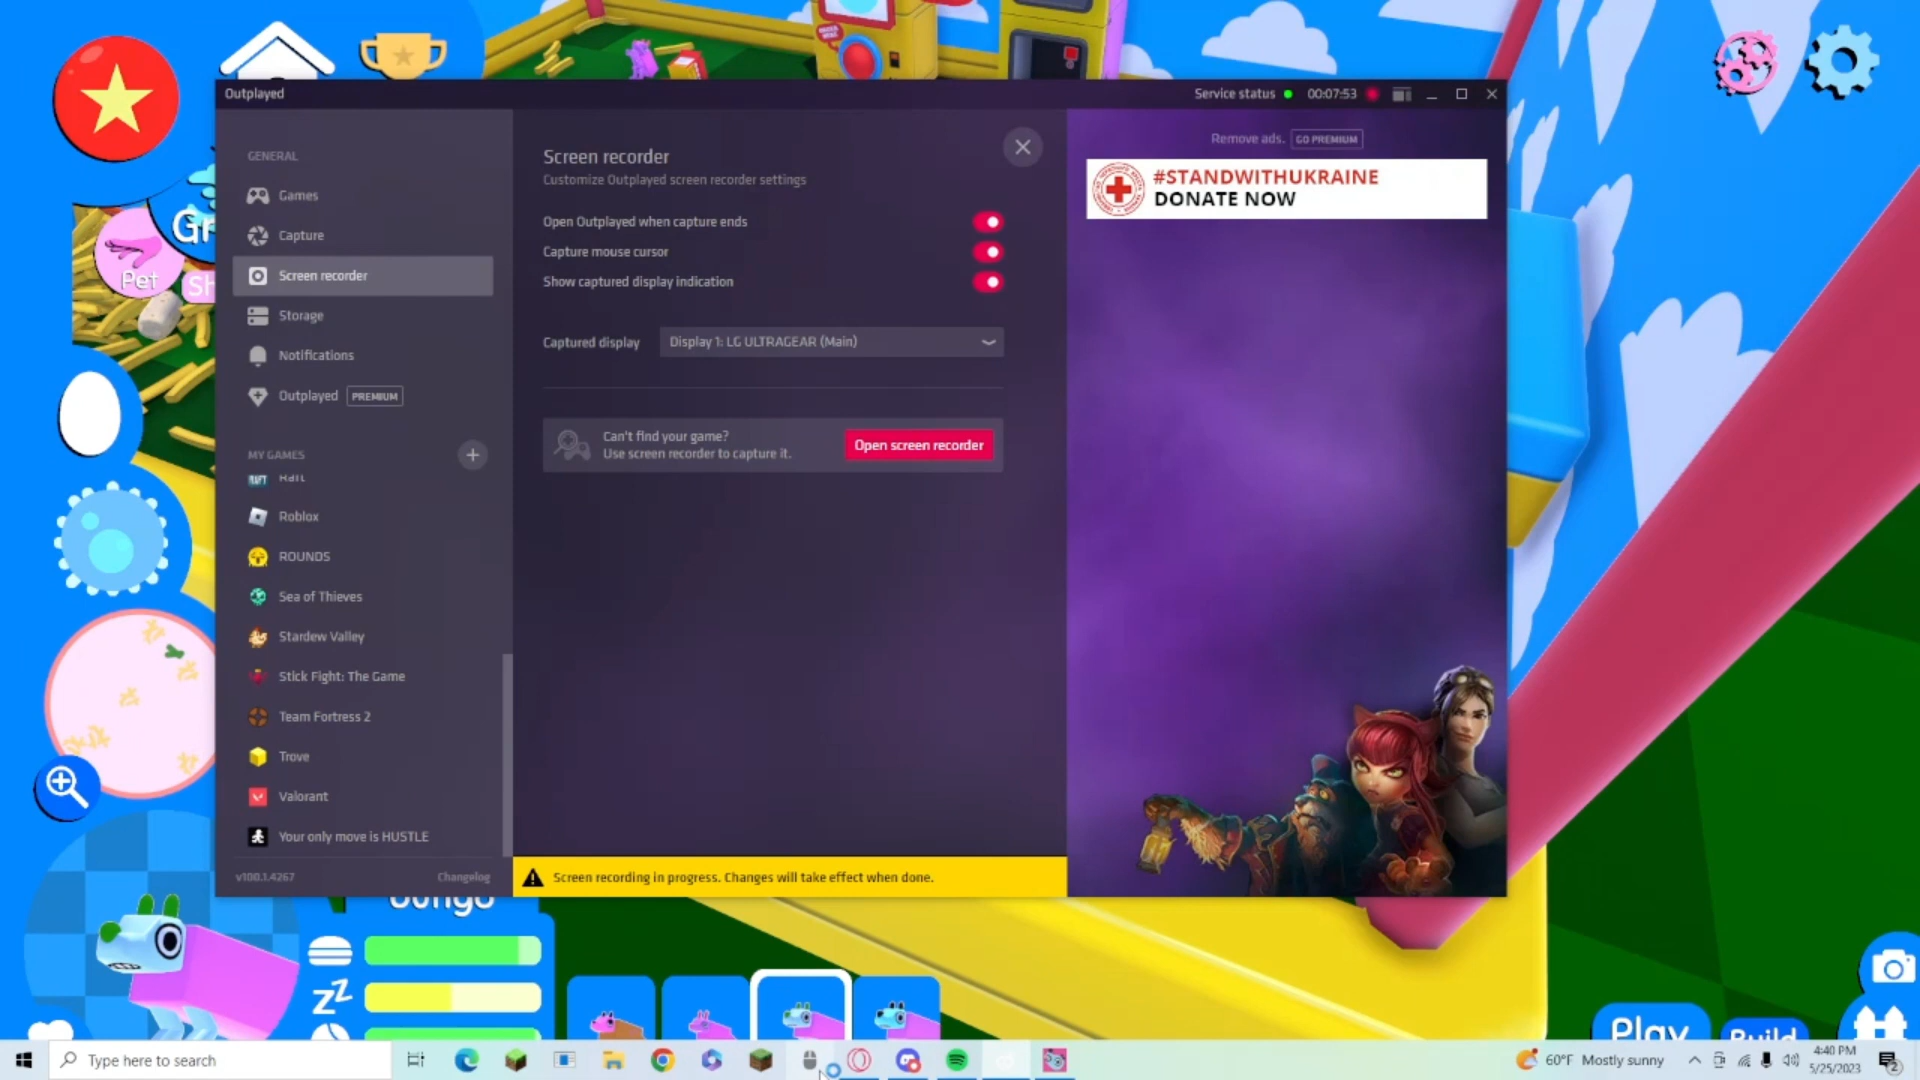 Outplayed
Service status 00:07:53
GENERAL
Games
Capture
Screen recorder
Storage
Notifications
Outplayed PREMIUM
MY GAMES
Raft
Roblox
ROUNDS
Sea of Thieves
Stardew Valley
Stick Fight: The Game
Team Fortress 2
Trove
Valorant
Your only move is HUSTLE
v100.1.4267 Changelog
Screen recorder
Customize Outplayed screen recorder settings
Open Outplayed when capture ends
Capture mouse cursor
Show captured display indication
Captured display Display 1: LG ULTRAGEAR (Main)
Can't find your game?
Use screen recorder to capture it.
Open screen recorder
Screen recording in progress. Changes will take effect when done.
Remove ads. GO PREMIUM
#STANDWITHUKRAINE
DONATE NOW
Gr
Pet
Sh
zz
Play
Build
Type here to search
60°F Mostly sunny
4:40 PM
5/25/2023
2